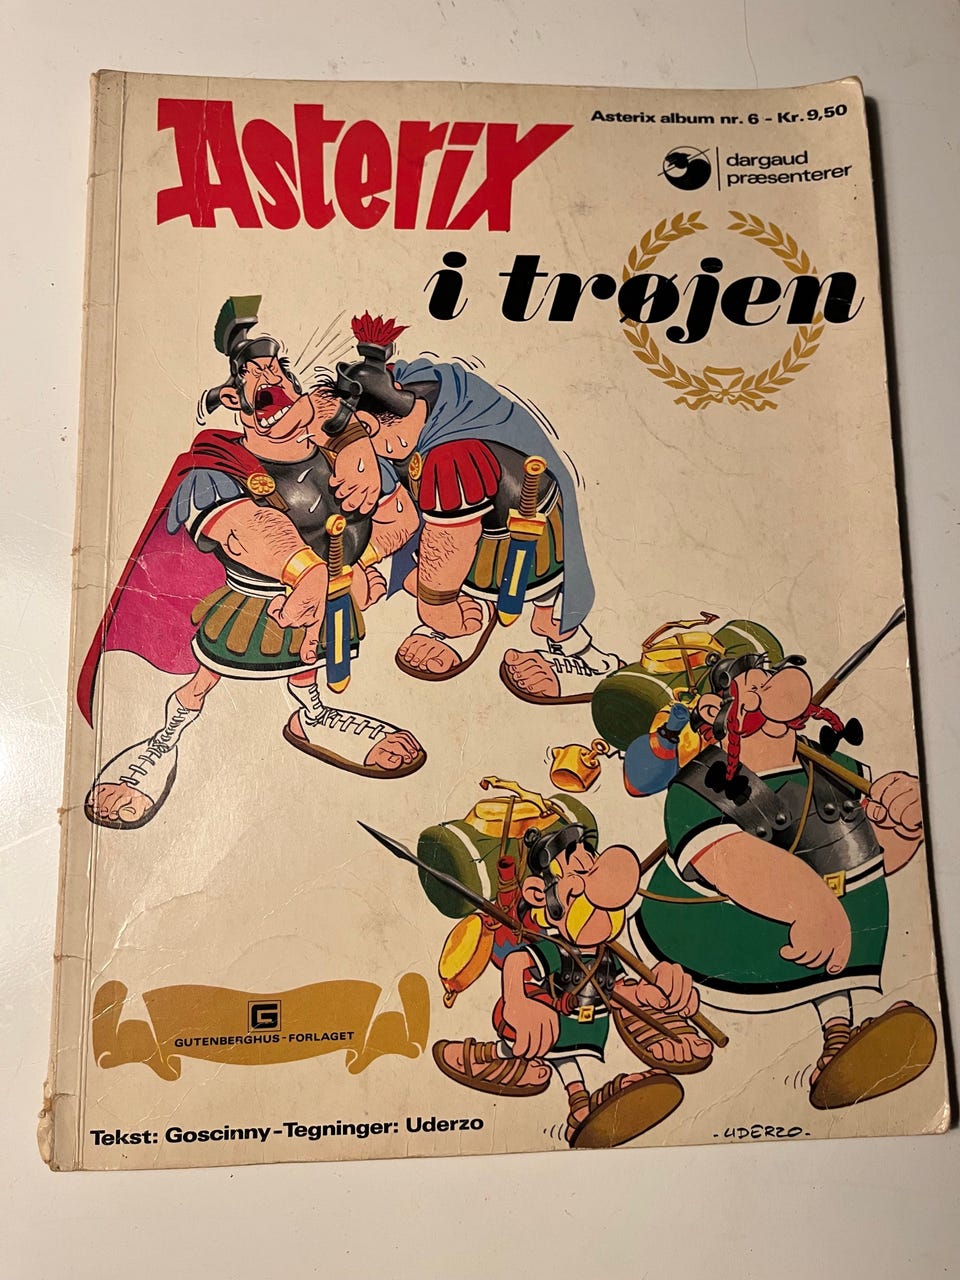 Asterix
Asterix album nr. 6 - Kr. 9,50
dargaud
præsenterer
i trøjen
G
GUTENBERGHUS-FORLAGET
Tekst: Goscinny-Tegninger: Uderzo
-UDERZO-